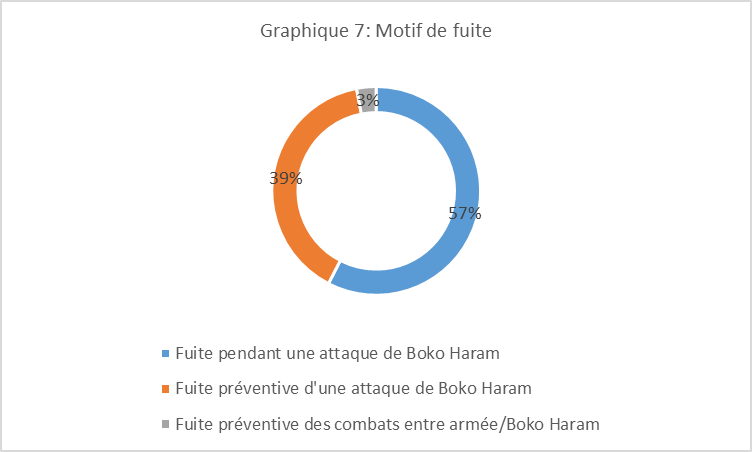 Graphique 7: Motif de fuite
3%
39%
57%
Fuite pendant une attaque de Boko Haram
Fuite préventive d'une attaque de Boko Haram
Fuite préventive des combats entre armée/Boko Haram